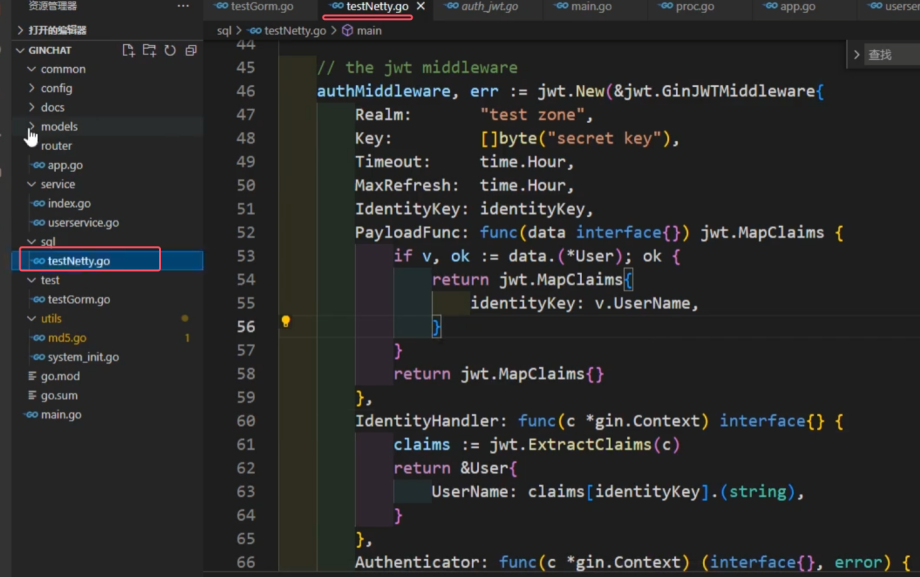 资源管理器
testGorm.go
testNetty.go
auth_jwt.go
main.go
proc.go
app.go
打开的编辑器
sql > testNetty.go > main
GINCHAT
查找
common
config
docs
models
router
app.go
service
index.go
userservice.go
sql
testNetty.go
test
testGorm.go
utils
md5.go 1
system_init.go
go.mod
go.sum
main.go
44
45 // the jwt middleware
46 authMiddleware, err := jwt.New(&jwt.GinJWTMiddleware{
47 Realm: "test zone",
48 Key: []byte("secret key"),
49 Timeout: time.Hour,
50 MaxRefresh: time.Hour,
51 IdentityKey: identityKey,
52 PayloadFunc: func(data interface{}) jwt.MapClaims {
53 if v, ok := data.(*User); ok {
54 return jwt.MapClaims{
55 identityKey: v.UserName,
56 }
57 }
58 return jwt.MapClaims{}
59 },
60 IdentityHandler: func(c *gin.Context) interface{} {
61 claims := jwt.ExtractClaims(c)
62 return &User{
63 UserName: claims[identityKey].(string),
64 }
65 },
66 Authenticator: func(c *gin.Context) (interface{}, error) {